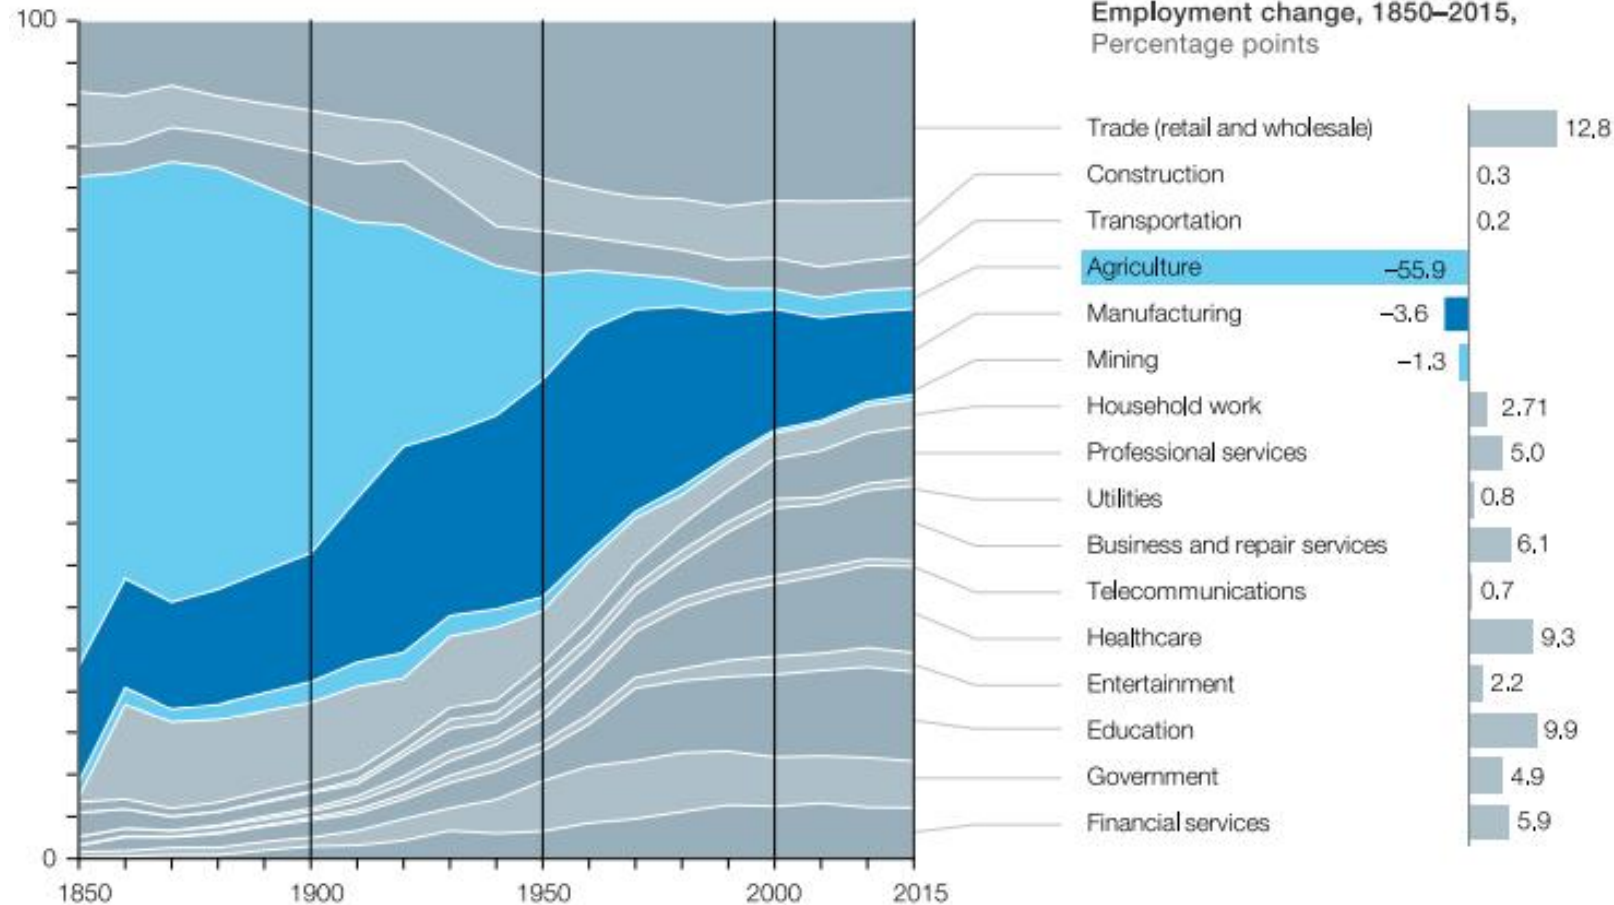 100
0
1850
1900
1950
2000
2015
Employment change, 1850–2015,
Percentage points
Trade (retail and wholesale) 12.8
Construction 0.3
Transportation 0.2
Agriculture –55.9
Manufacturing –3.6
Mining –1.3
Household work 2.71
Professional services 5.0
Utilities 0.8
Business and repair services 6.1
Telecommunications 0.7
Healthcare 9.3
Entertainment 2.2
Education 9.9
Government 4.9
Financial services 5.9